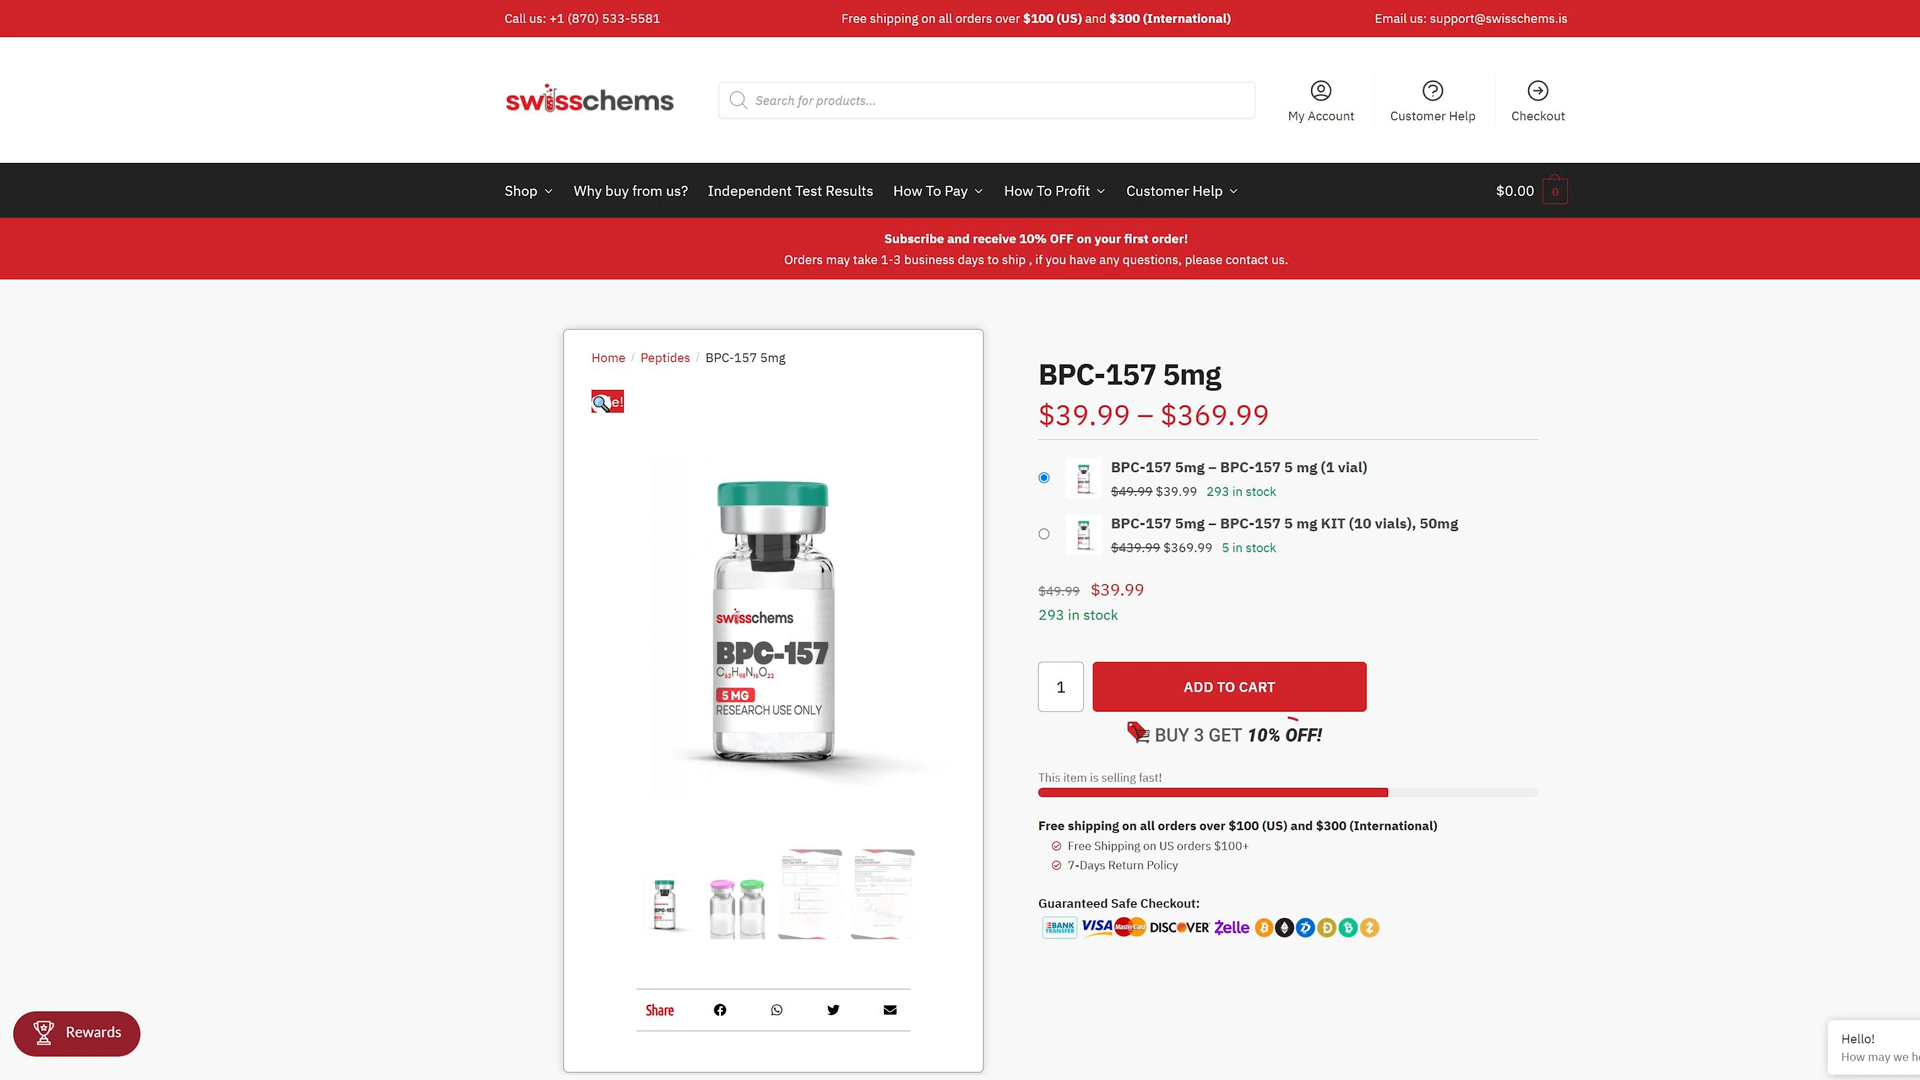 Call us: +1 (870) 533-5581
Free shipping on all orders over $100 (US) and $300 (International)
Email us: support@swisschems.is
swisschems
Search for products...
My Account
Customer Help
Checkout
Shop
Why buy from us?
Independent Test Results
How To Pay
How To Profit
Customer Help
$0.00
0
Subscribe and receive 10% OFF on your first order!
Orders may take 1-3 business days to ship , if you have any questions, please contact us.
Home / Peptides / BPC-157 5mg
swisschems
BPC-157
C62H98N16O22
5 MG
RESEARCH USE ONLY
Share
BPC-157 5mg
$39.99 – $369.99
BPC-157 5mg – BPC-157 5 mg (1 vial)
$49.99 $39.99 293 in stock
BPC-157 5mg – BPC-157 5 mg KIT (10 vials), 50mg
$439.99 $369.99 5 in stock
$49.99 $39.99
293 in stock
1
ADD TO CART
BUY 3 GET 10% OFF!
This item is selling fast!
Free shipping on all orders over $100 (US) and $300 (International)
Free Shipping on US orders $100+
7-Days Return Policy
Guaranteed Safe Checkout:
BANK TRANSFER VISA MasterCard DISCOVER Zelle
Rewards
Hello!
How may we he